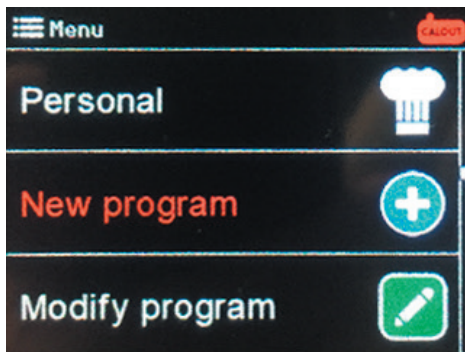 Menu
CALOUT
Personal
New program
Modify program